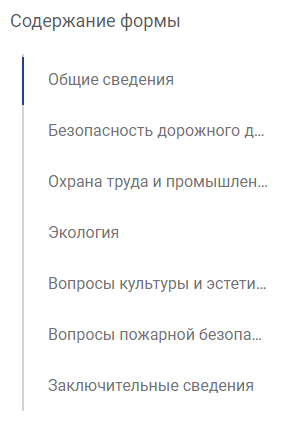 Содержание формы
Общие сведения
Безопасность дорожного д...
Охрана труда и промышлен...
Экология
Вопросы культуры и эстети...
Вопросы пожарной безопа...
Заключительные сведения